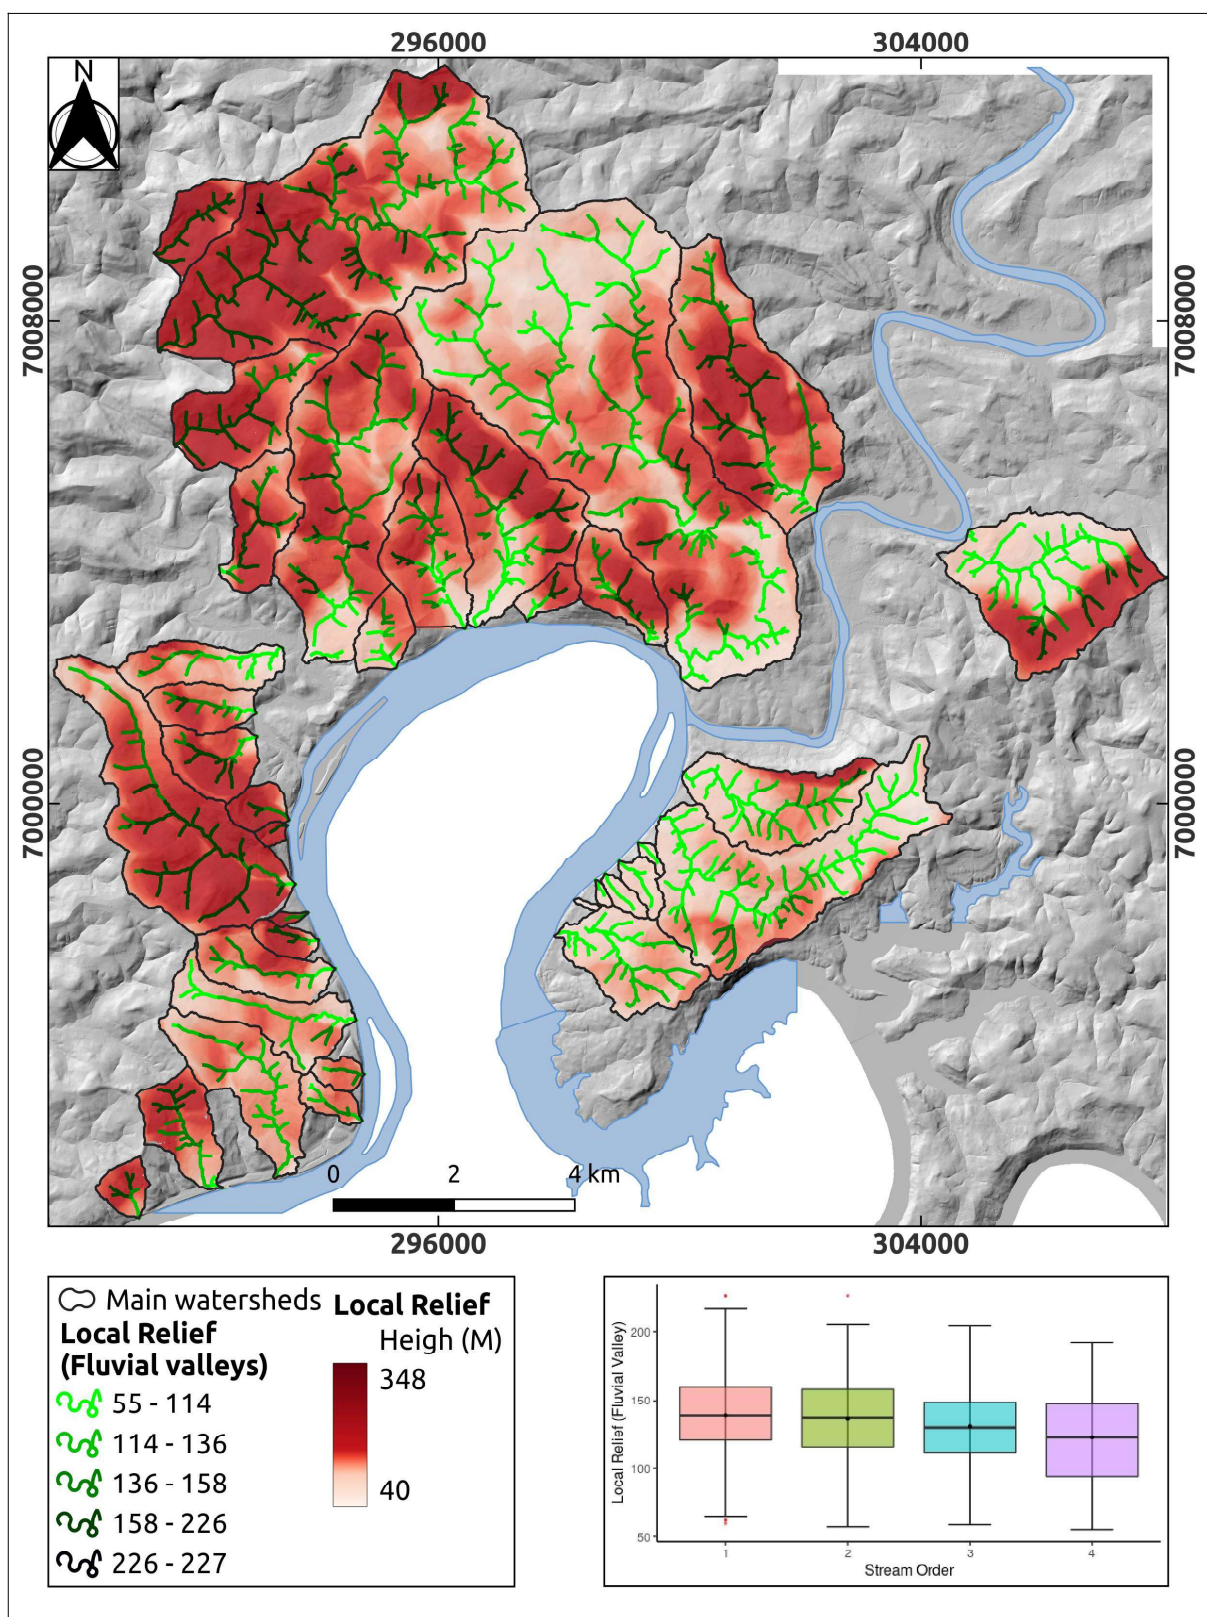 296000
304000
N
7008000
7008000
7000000
7000000
0 2 4 km
296000
304000
Main watersheds
Local Relief
(Fluvial valleys)
55 - 114
114 - 136
136 - 158
158 - 226
226 - 227
Local Relief
Heigh (M)
348
40
Local Relief (Fluvial Valley)
200
150
100
50
1 2 3 4
Stream Order